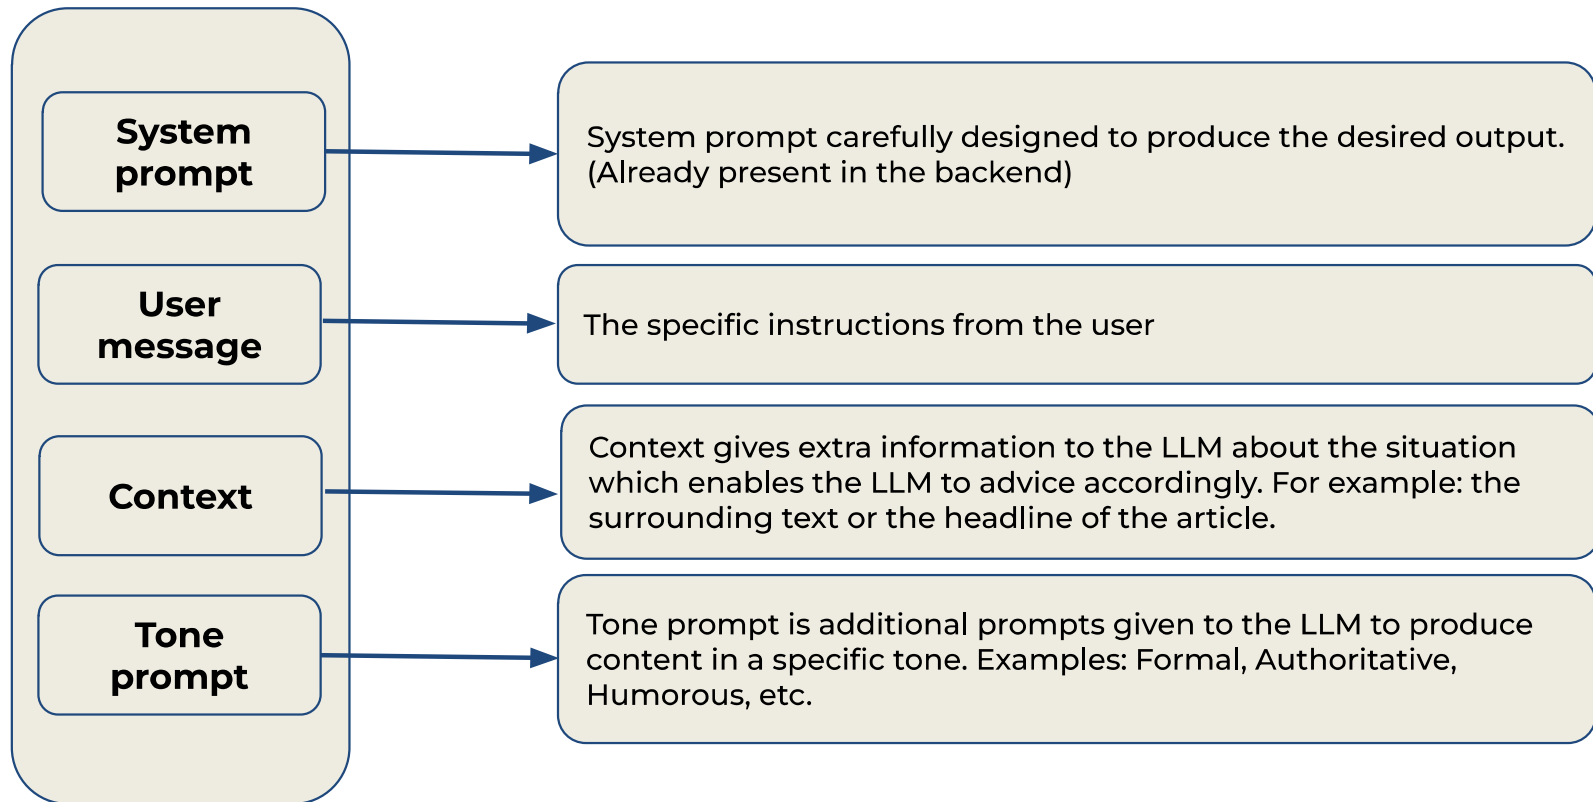 System
prompt
System prompt carefully designed to produce the desired output.
(Already present in the backend)
User
message
The specific instructions from the user
Context
Context gives extra information to the LLM about the situation
which enables the LLM to advice accordingly. For example: the
surrounding text or the headline of the article.
Tone
prompt
Tone prompt is additional prompts given to the LLM to produce
content in a specific tone. Examples: Formal, Authoritative,
Humorous, etc.